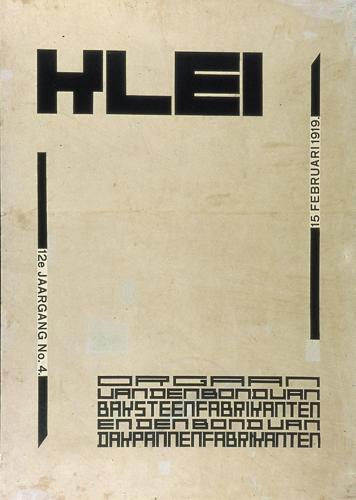 KLEI
15 FEBRUARI 1919.
12e JAARGANG No. 4.
ORGAAN
VAN DEN BOND VAN
BAKSTEENFABRIKANTEN
EN DEN BOND VAN
DAKPANNENFABRIKANTEN